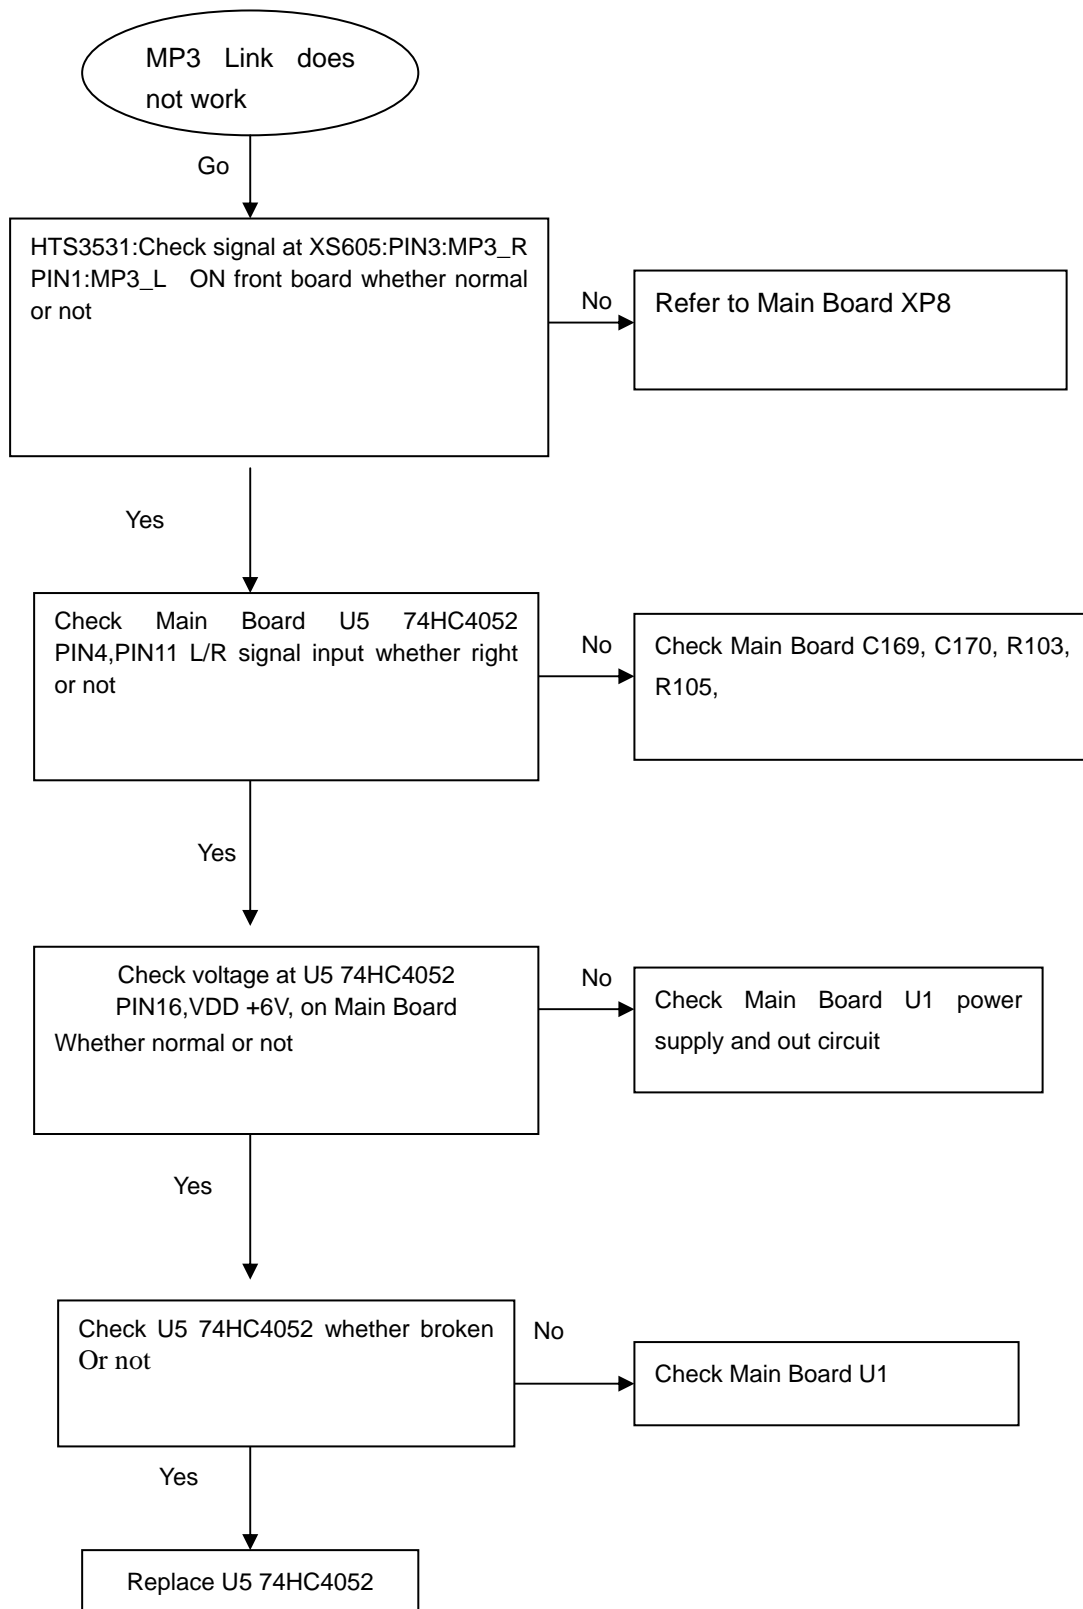 MP3 Link does
not work
Go
HTS3531:Check signal at XS605:PIN3:MP3_R
PIN1:MP3_L ON front board whether normal
or not
No
Refer to Main Board XP8
Yes
Check Main Board U5 74HC4052
PIN4,PIN11 L/R signal input whether right
or not
No
Check Main Board C169, C170, R103,
R105,
Yes
Check voltage at U5 74HC4052
PIN16,VDD +6V, on Main Board
Whether normal or not
No
Check Main Board U1 power
supply and out circuit
Yes
Check U5 74HC4052 whether broken
Or not
No
Check Main Board U1
Yes
Replace U5 74HC4052